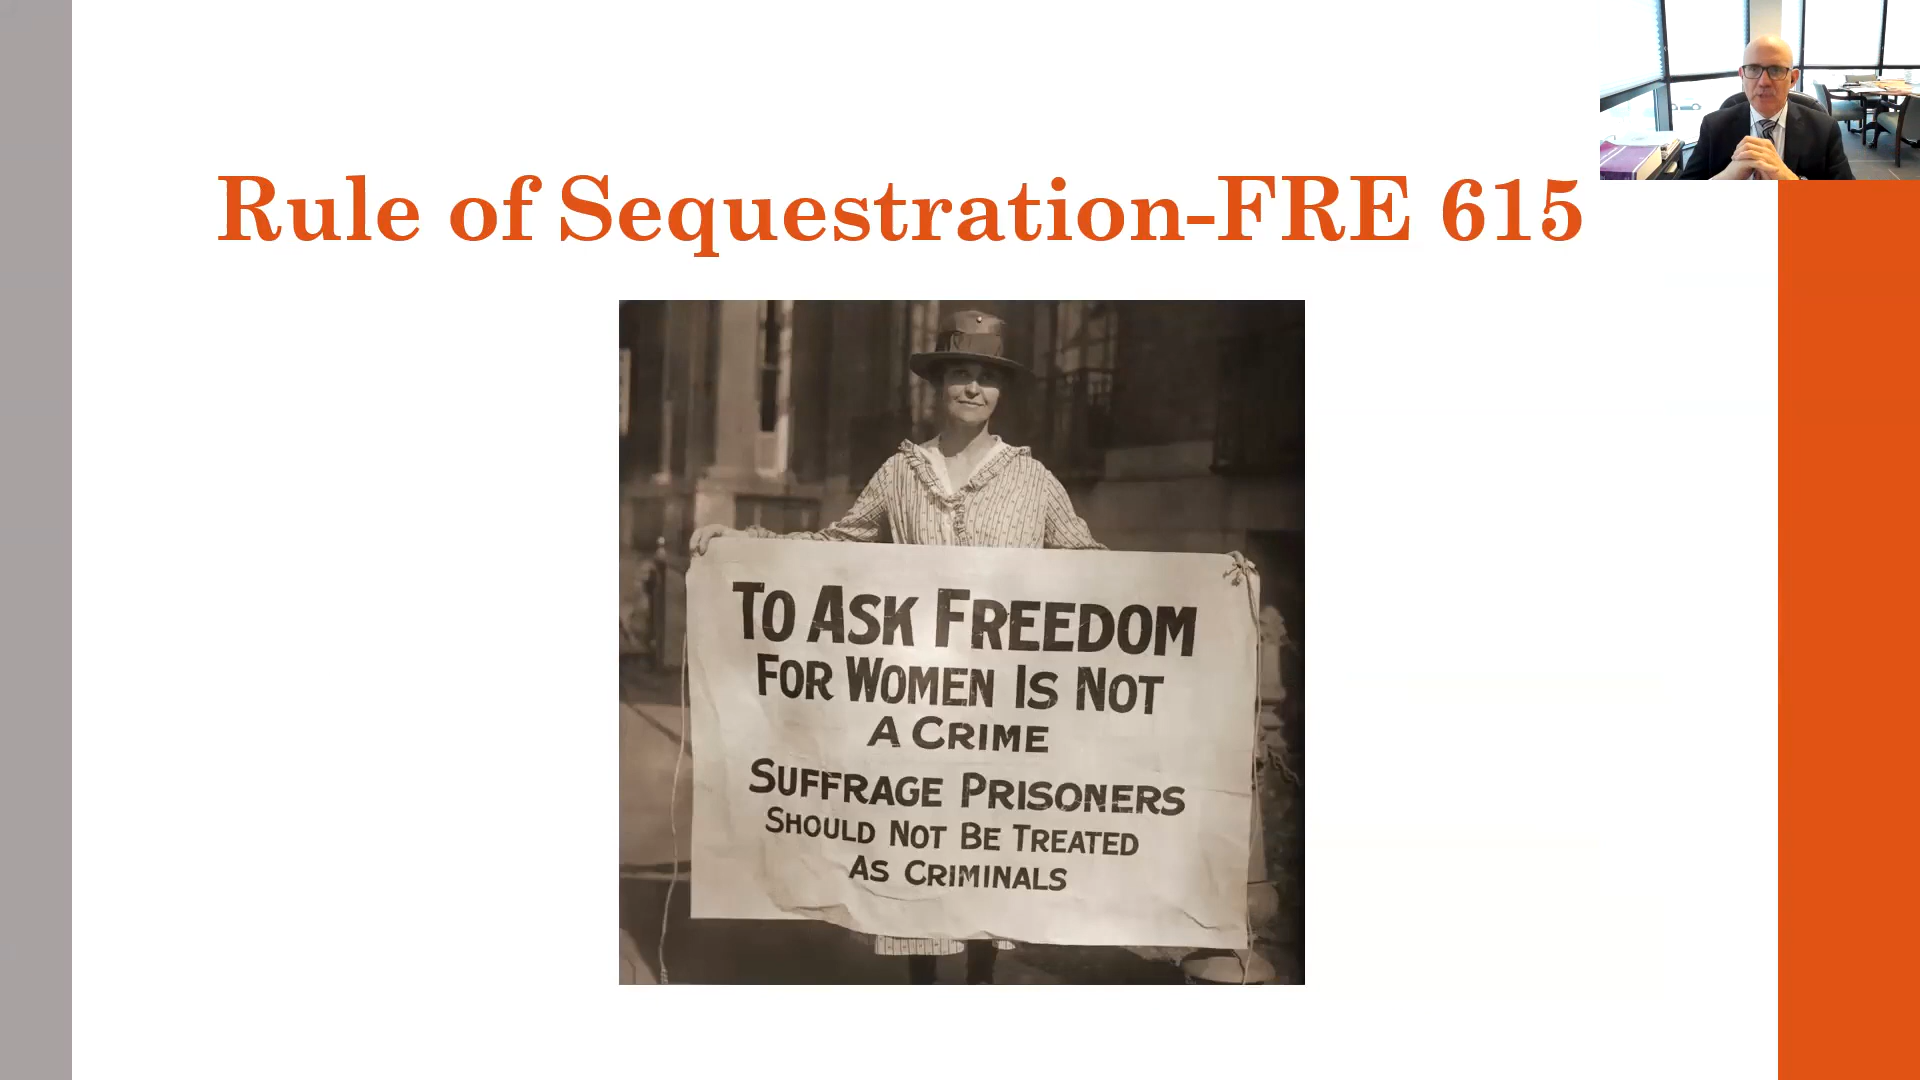 Rule of Sequestration-FRE 615
TO ASK FREEDOM
FOR WOMEN IS NOT
A CRIME
SUFFRAGE PRISONERS
SHOULD NOT BE TREATED
AS CRIMINALS